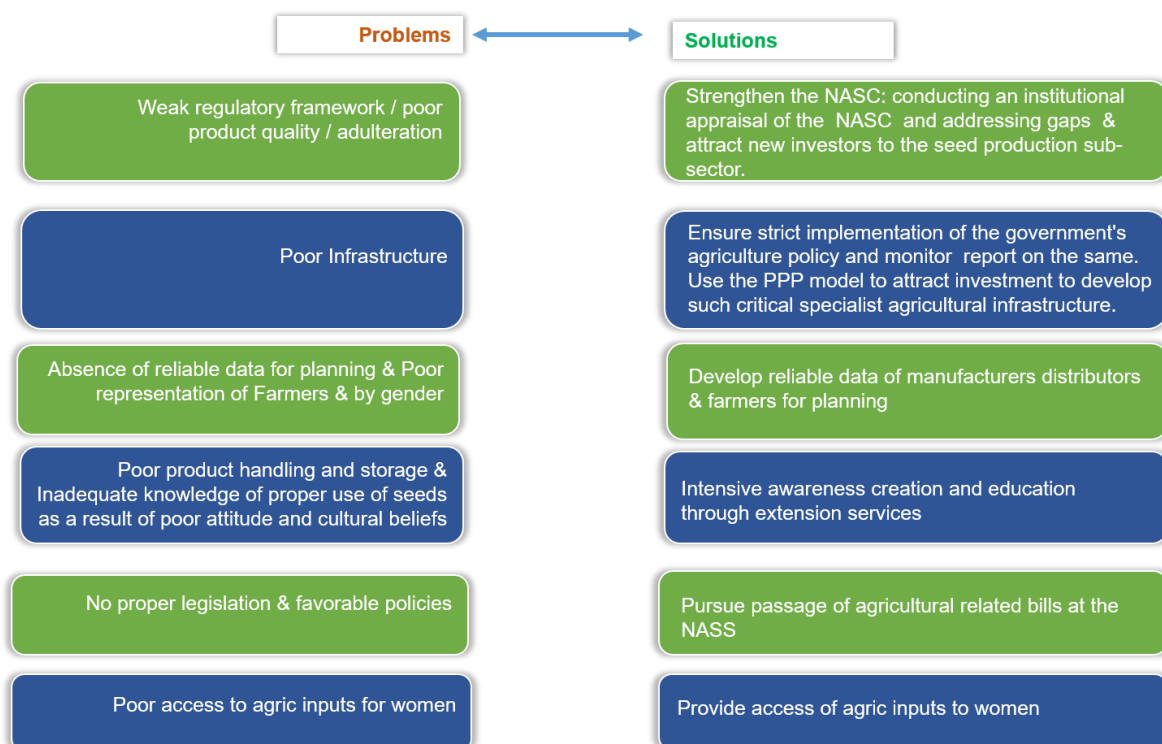 Problems
Solutions
Weak regulatory framework / poor
product quality / adulteration
Strengthen the NASC: conducting an institutional
appraisal of the NASC and addressing gaps &
attract new investors to the seed production sub-
sector.
Poor Infrastructure
Ensure strict implementation of the government's
agriculture policy and monitor report on the same.
Use the PPP model to attract investment to develop
such critical specialist agricultural infrastructure.
Absence of reliable data for planning & Poor
representation of Farmers & by gender
Develop reliable data of manufacturers distributors
& farmers for planning
Poor product handling and storage &
Inadequate knowledge of proper use of seeds
as a result of poor attitude and cultural beliefs
Intensive awareness creation and education
through extension services
No proper legislation & favorable policies
Pursue passage of agricultural related bills at the
NASS
Poor access to agric inputs for women
Provide access of agric inputs to women